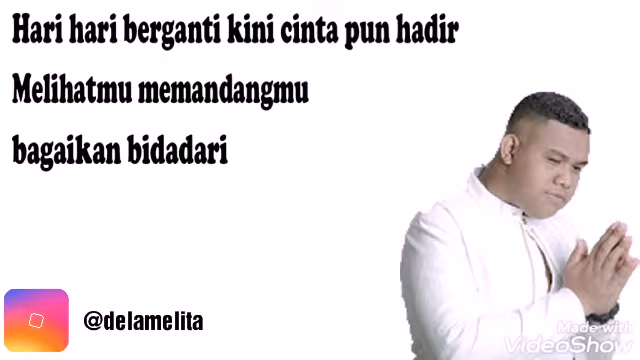 Hari hari berganti kini cinta pun hadir
Melihatmu memandangmu
bagaikan bidadari
@delamelita
Made with
VideoShow